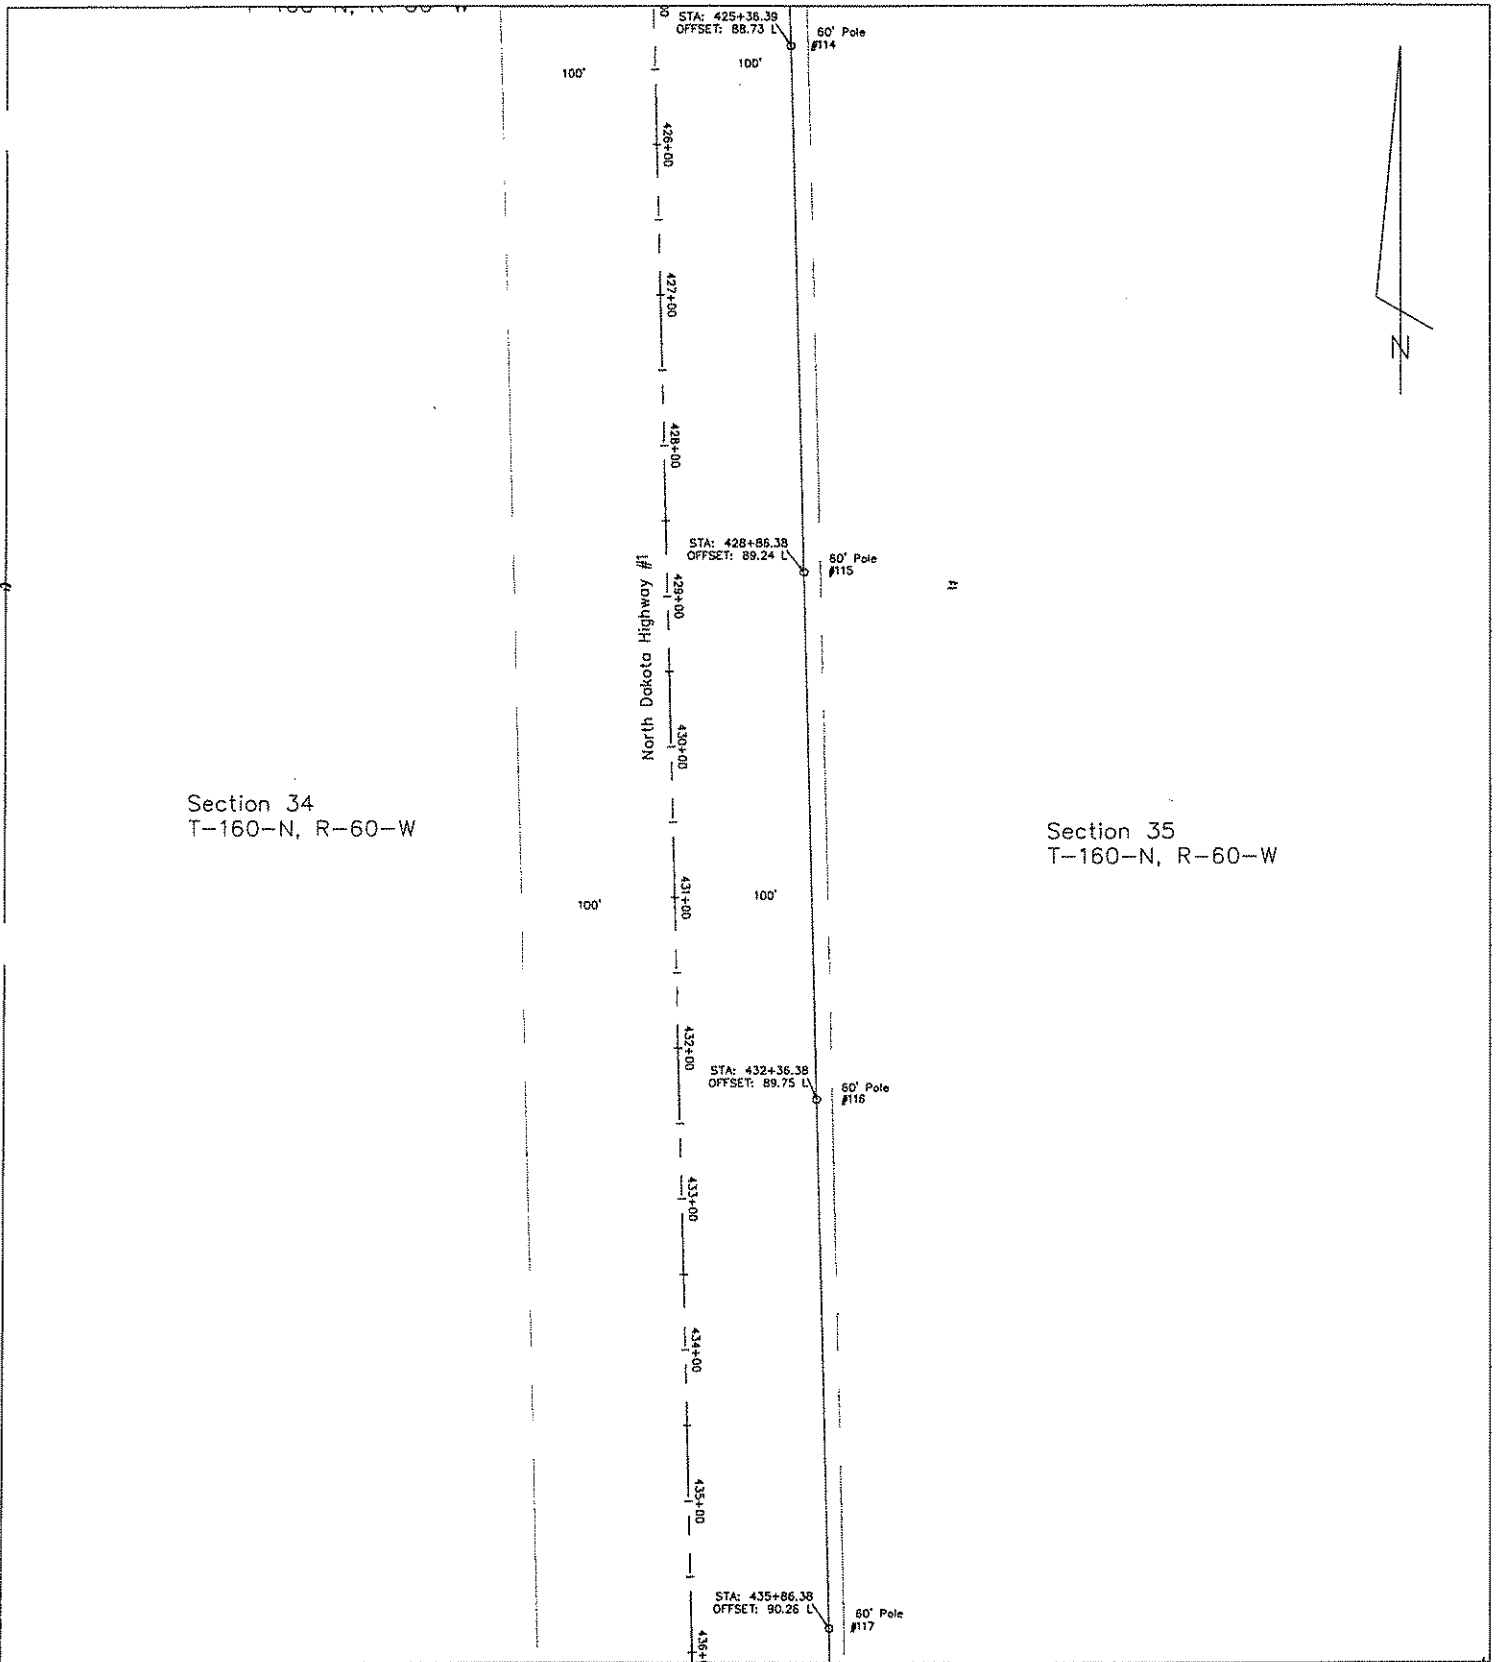 STA: 425+36.39
OFFSET: 88.73 L
60' Pole
#114
100'
100'
426+00
427+00
428+00
STA: 428+86.38
OFFSET: 89.24 L
60' Pole
#115
North Dakota Highway #1
429+00
430+00
Section 34
T-160-N, R-60-W
Section 35
T-160-N, R-60-W
431+00
100'
100'
432+00
STA: 432+36.38
OFFSET: 89.75 L
60' Pole
#116
433+00
434+00
435+00
STA: 435+86.38
OFFSET: 90.26 L
60' Pole
#117
436+
N